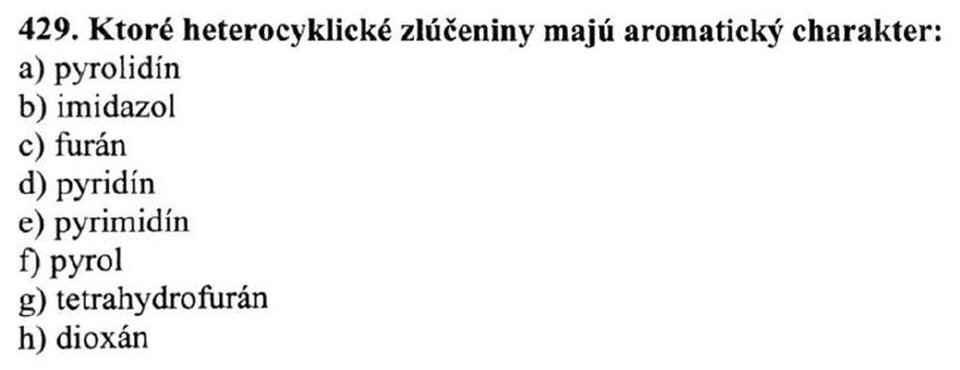 429. Ktoré heterocyklické zlúčeniny majú aromatický charakter:
a) pyrolidín
b) imidazol
c) furán
d) pyridín
e) pyrimidín
f) pyrol
g) tetrahydrofurán
h) dioxán